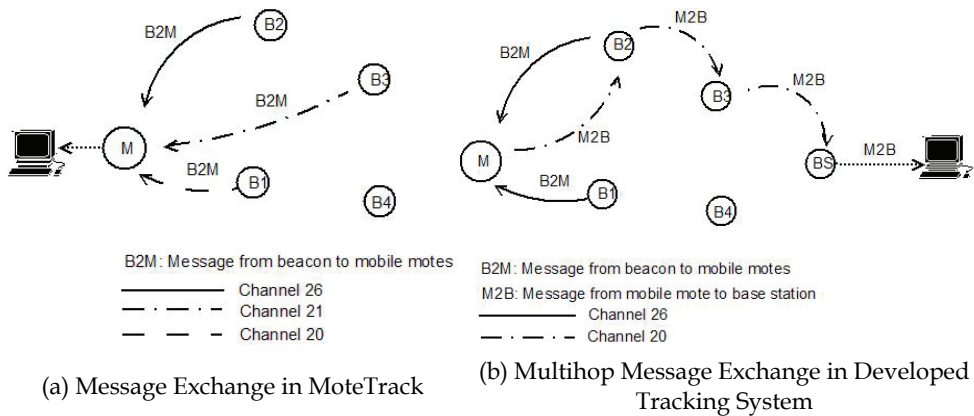 B2M
B2
B2M
B3
M
B2M
B1
B4
B2M: Message from beacon to mobile motes
Channel 26
Channel 21
Channel 20
(a) Message Exchange in MoteTrack
M2B
B2M
B2
M2B
B3
M2B
M
M2B
BS
B2M
B1
B4
B2M: Message from beacon to mobile motes
M2B: Message from mobile mote to base station
Channel 26
Channel 20
(b) Multihop Message Exchange in Developed
Tracking System